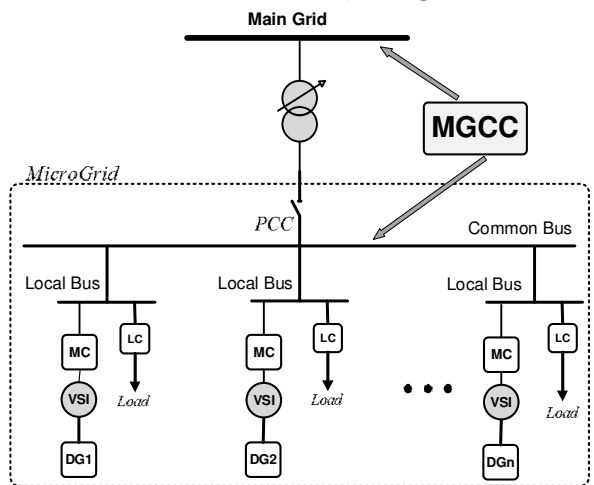 Main Grid
MGCC
MicroGrid
PCC
Common Bus
Local Bus
Local Bus
Local Bus
MC
LC
MC
LC
MC
LC
VSI
Load
VSI
Load
VSI
Load
DG1
DG2
DGn